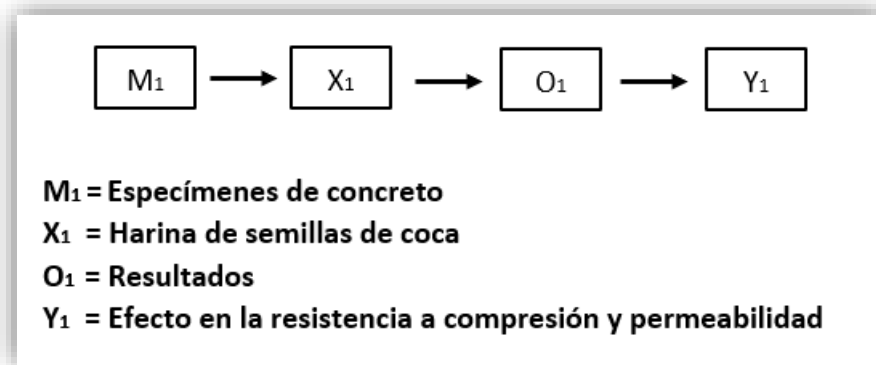 M₁ X₁ O₁ Y₁
M₁ = Especímenes de concreto
X₁ = Harina de semillas de coca
O₁ = Resultados
Y₁ = Efecto en la resistencia a compresión y permeabilidad